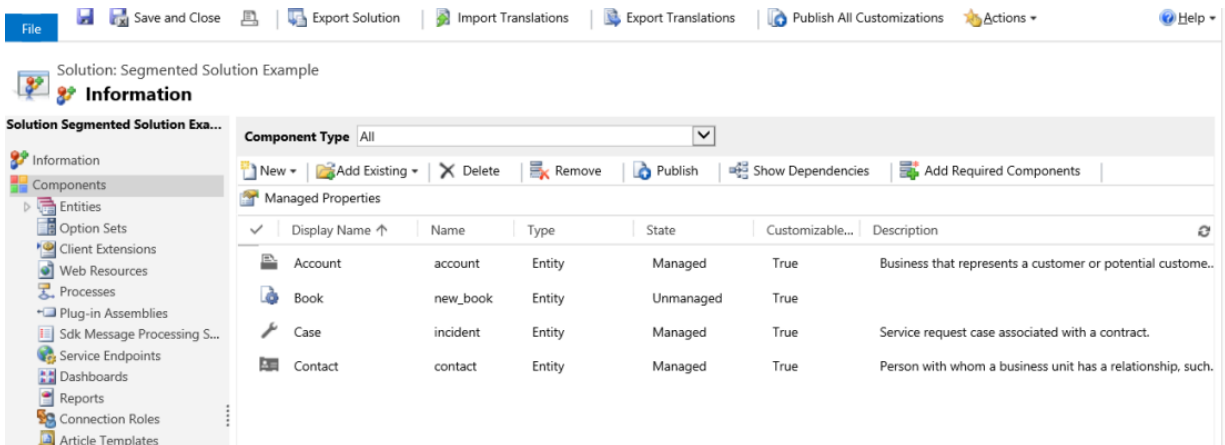 File Save and Close Export Solution Import Translations Export Translations Publish All Customizations Actions Help
Solution: Segmented Solution Example
Information
Solution Segmented Solution Exa...
Information
Components
Entities
Option Sets
Client Extensions
Web Resources
Processes
Plug-in Assemblies
Sdk Message Processing S...
Service Endpoints
Dashboards
Reports
Connection Roles
Article Templates
Component Type All
New Add Existing Delete Remove Publish Show Dependencies Add Required Components
Managed Properties
Display Name Name Type State Customizable... Description
Account account Entity Managed True Business that represents a customer or potential custome..
Book new_book Entity Unmanaged True
Case incident Entity Managed True Service request case associated with a contract.
Contact contact Entity Managed True Person with whom a business unit has a relationship, such.